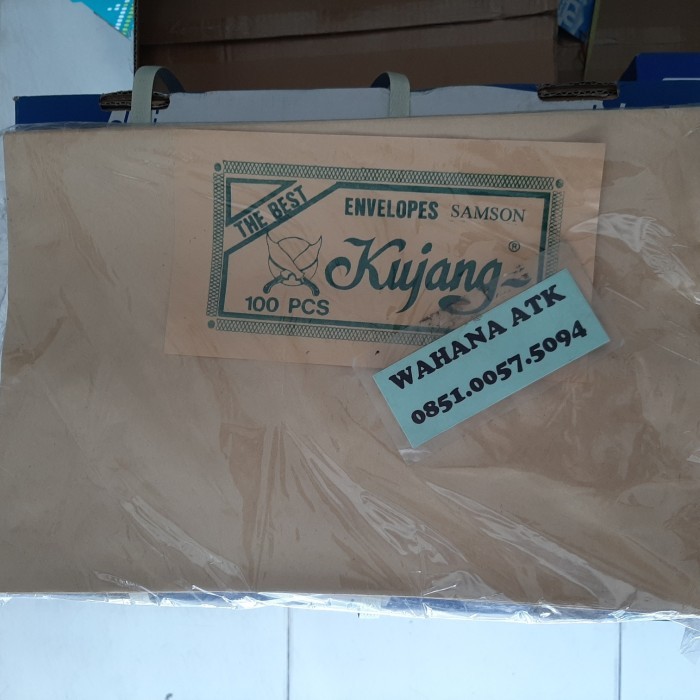 THE BEST
ENVELOPES SAMSON
Kujang ®
100 PCS
WAHANA ATK
0851.0057.5094